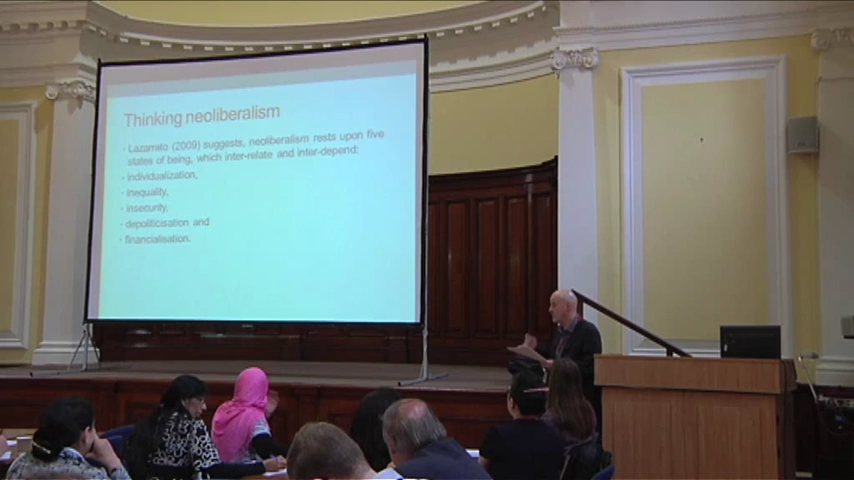 Thinking neoliberalism
· Lazarrato (2009) suggests, neoliberalism rests upon five
states of being, which inter-relate and inter-depend:
· individualization,
· inequality,
· insecurity,
· depoliticisation and
· financialisation.